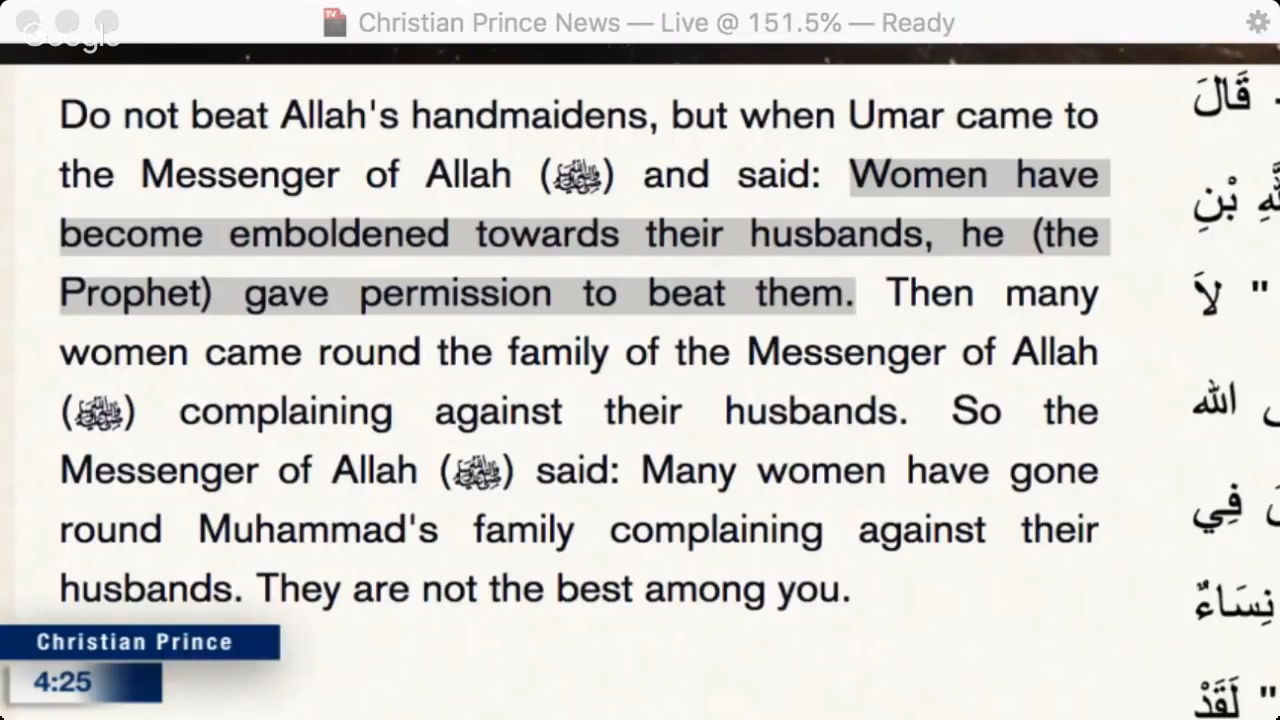 Christian Prince News — Live @ 151.5% — Ready
Google
Do not beat Allah's handmaidens, but when Umar came to
the Messenger of Allah (ﷺ) and said: Women have
become emboldened towards their husbands, he (the
Prophet) gave permission to beat them. Then many
women came round the family of the Messenger of Allah
(ﷺ) complaining against their husbands. So the
Messenger of Allah (ﷺ) said: Many women have gone
round Muhammad's family complaining against their
husbands. They are not the best among you.
- قَالَ
بْنِ
" لاَ
الله
فِي
نِسَاءٌ
" لَقَدْ
Christian Prince
4:25